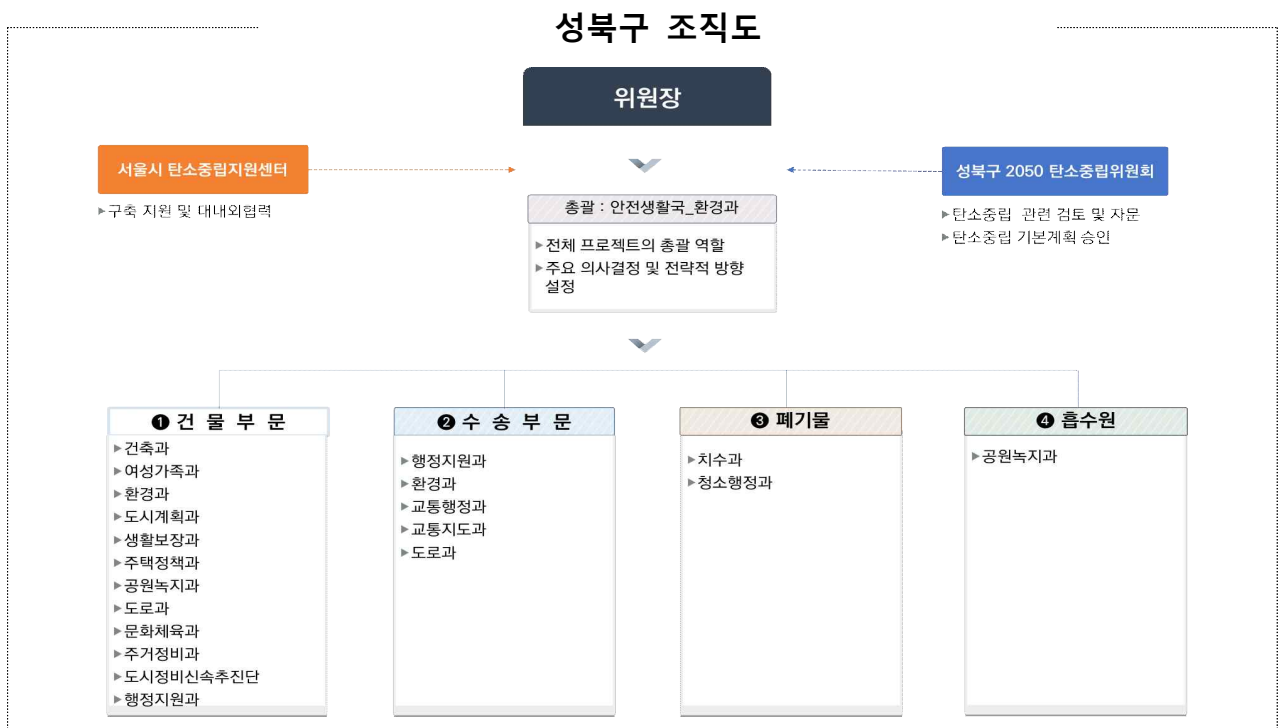 성북구 조직도
위원장
서울시 탄소중립지원센터
▶구축 지원 및 대내외협력
성북구 2050 탄소중립위원회
▶탄소중립 관련 검토 및 자문
▶탄소중립 기본계획 승인
총괄 : 안전생활국_환경과
▶전체 프로젝트의 총괄 역할
▶주요 의사결정 및 전략적 방향
설정
❶ 건 물 부 문
▶건축과
▶여성가족과
▶환경과
▶도시계획과
▶생활보장과
▶주택정책과
▶공원녹지과
▶도로과
▶문화체육과
▶주거정비과
▶도시정비신속추진단
▶행정지원과
❷ 수 송 부 문
▶행정지원과
▶환경과
▶교통행정과
▶교통지도과
▶도로과
❸ 폐기물
▶치수과
▶청소행정과
❹ 흡수원
▶공원녹지과